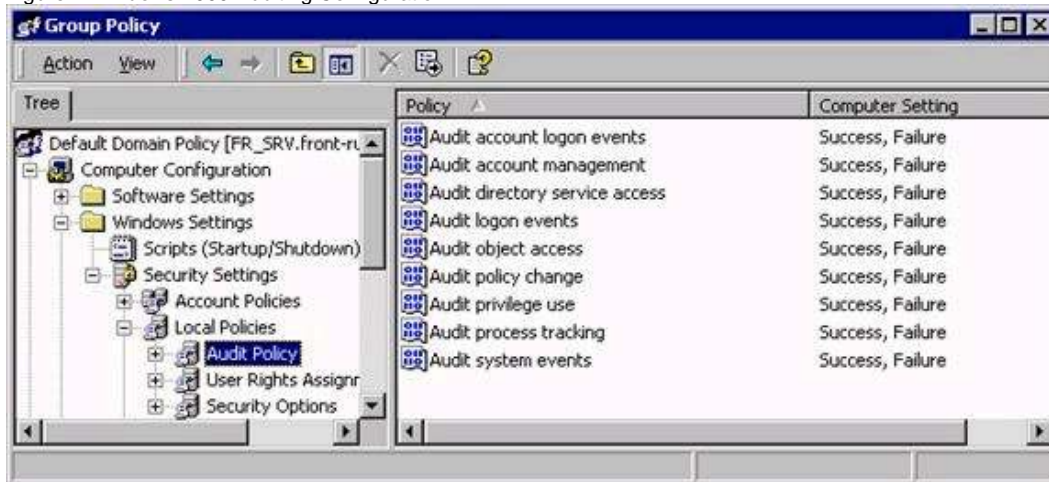 Group Policy
Action View
Tree
Policy Computer Setting
Default Domain Policy [FR_SRV.front-ru
Computer Configuration
Software Settings
Windows Settings
Scripts (Startup/Shutdown)
Security Settings
Account Policies
Local Policies
Audit Policy
User Rights Assignr
Security Options
Audit account logon events Success, Failure
Audit account management Success, Failure
Audit directory service access Success, Failure
Audit logon events Success, Failure
Audit object access Success, Failure
Audit policy change Success, Failure
Audit privilege use Success, Failure
Audit process tracking Success, Failure
Audit system events Success, Failure